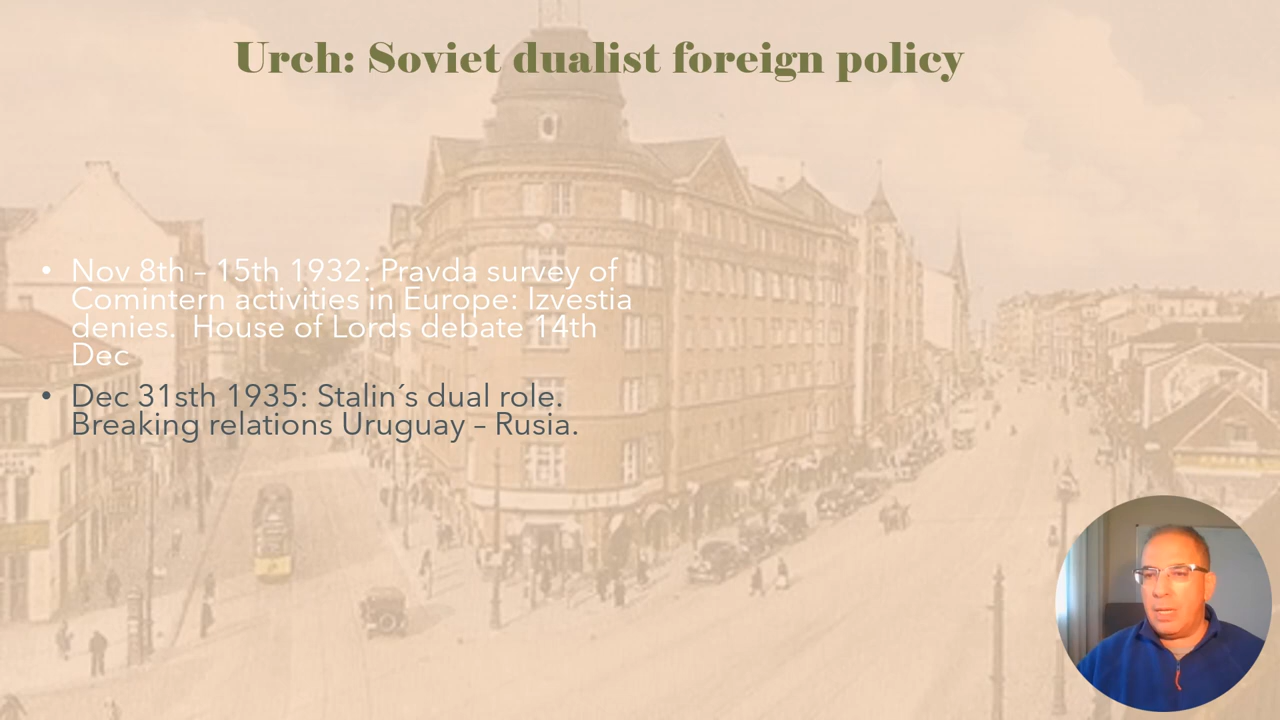 Urch: Soviet dualist foreign policy
• Nov 8th – 15th 1932: Pravda survey of
Comintern activities in Europe: Izvestia
denies.  House of Lords debate 14th
Dec
• Dec 31sth 1935: Stalin´s dual role.
Breaking relations Uruguay – Rusia.